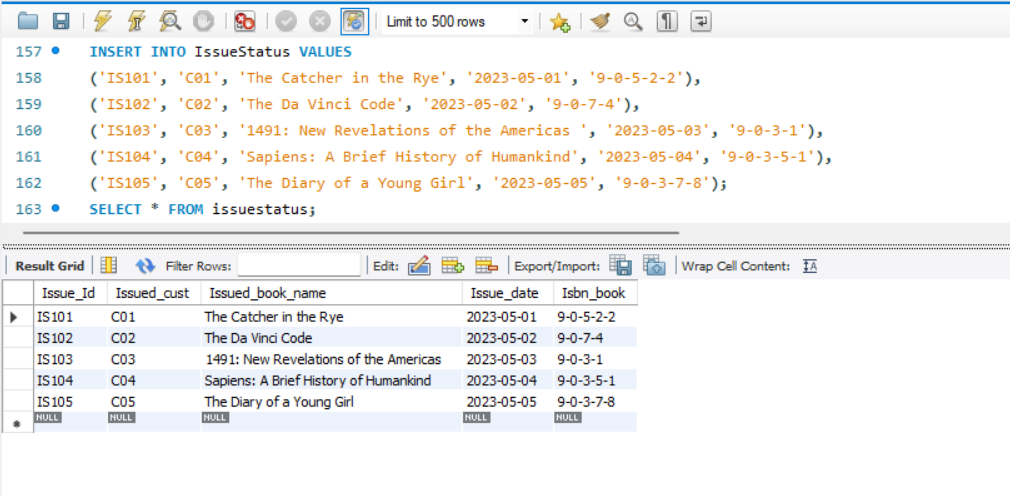 Limit to 500 rows
157 INSERT INTO IssueStatus VALUES
158 ('IS101', 'C01', 'The Catcher in the Rye', '2023-05-01', '9-0-5-2-2'),
159 ('IS102', 'C02', 'The Da Vinci Code', '2023-05-02', '9-0-7-4'),
160 ('IS103', 'C03', '1491: New Revelations of the Americas ', '2023-05-03', '9-0-3-1'),
161 ('IS104', 'C04', 'Sapiens: A Brief History of Humankind', '2023-05-04', '9-0-3-5-1'),
162 ('IS105', 'C05', 'The Diary of a Young Girl', '2023-05-05', '9-0-3-7-8');
163 SELECT * FROM issuestatus;
Result Grid Filter Rows: Edit: Export/Import: Wrap Cell Content: IA
Issue_Id Issued_cust Issued_book_name Issue_date Isbn_book
IS101 C01 The Catcher in the Rye 2023-05-01 9-0-5-2-2
IS102 C02 The Da Vinci Code 2023-05-02 9-0-7-4
IS103 C03 1491: New Revelations of the Americas 2023-05-03 9-0-3-1
IS104 C04 Sapiens: A Brief History of Humankind 2023-05-04 9-0-3-5-1
IS105 C05 The Diary of a Young Girl 2023-05-05 9-0-3-7-8
NULL NULL NULL NULL NULL